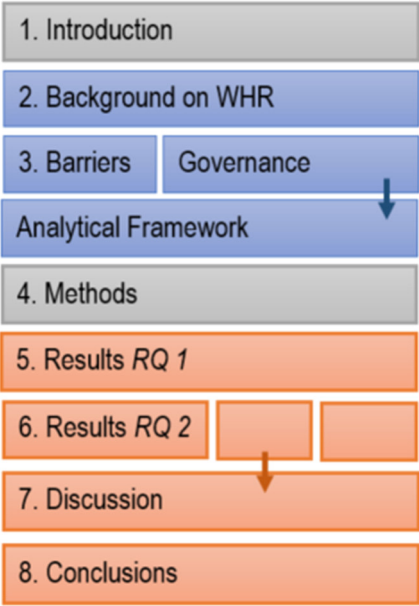 1. Introduction
2. Background on WHR
3. Barriers
Governance
Analytical Framework
4. Methods
5. Results RQ 1
6. Results RQ 2
7. Discussion
8. Conclusions